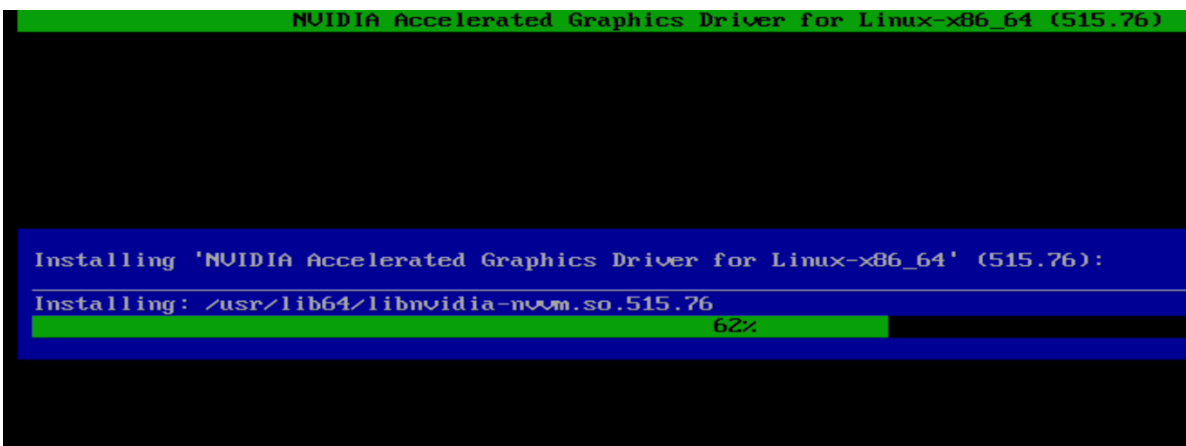 NVIDIA Accelerated Graphics Driver for Linux-x86_64 (515.76)
Installing 'NVIDIA Accelerated Graphics Driver for Linux-x86_64' (515.76):
Installing: /usr/lib64/libnvidia-nvvm.so.515.76
62%